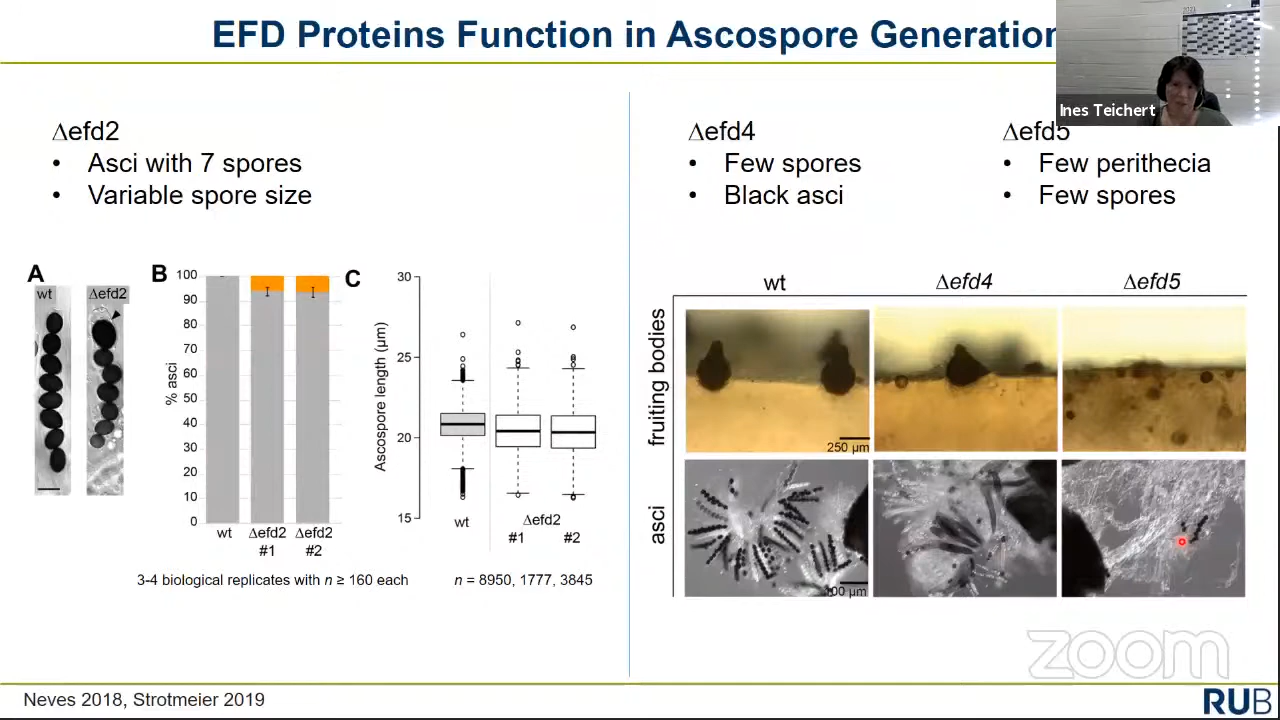 EFD Proteins Function in Ascospore Generation
Ines Teichert
Δefd2
• Asci with 7 spores
• Variable spore size
Δefd4
• Few spores
• Black asci
Δefd5
• Few perithecia
• Few spores
A
wt
Δefd2
B
% asci
100
90
80
70
60
50
40
30
20
10
0
wt
Δefd2
#1
Δefd2
#2
3-4 biological replicates with n ≥ 160 each
C
Ascospore length (µm)
30
25
20
15
wt
Δefd2
#1
#2
n = 8950, 1777, 3845
wt
Δefd4
Δefd5
fruiting bodies
250 µm
asci
100 µm
zoom
Neves 2018, Strotmeier 2019
RUB